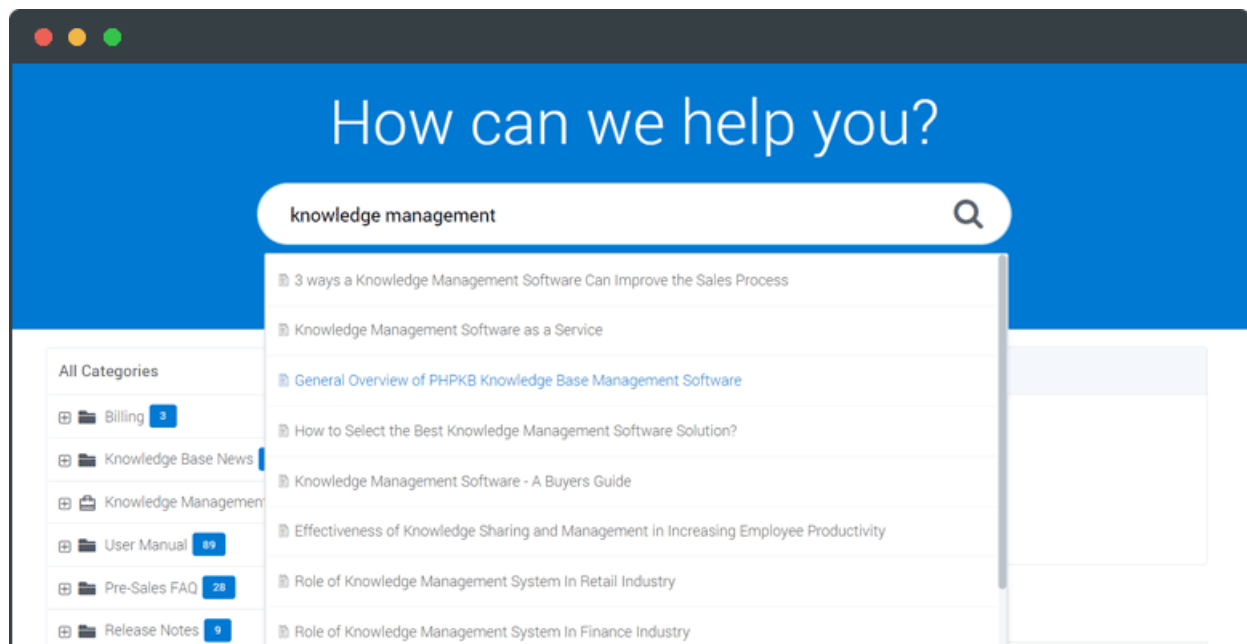 How can we help you?
knowledge management
3 ways a Knowledge Management Software Can Improve the Sales Process
Knowledge Management Software as a Service
General Overview of PHPKB Knowledge Base Management Software
How to Select the Best Knowledge Management Software Solution?
Knowledge Management Software - A Buyers Guide
Effectiveness of Knowledge Sharing and Management in Increasing Employee Productivity
Role of Knowledge Management System In Retail Industry
Role of Knowledge Management System In Finance Industry
All Categories
Billing 3
Knowledge Base News
Knowledge Management
User Manual 89
Pre-Sales FAQ 28
Release Notes 9